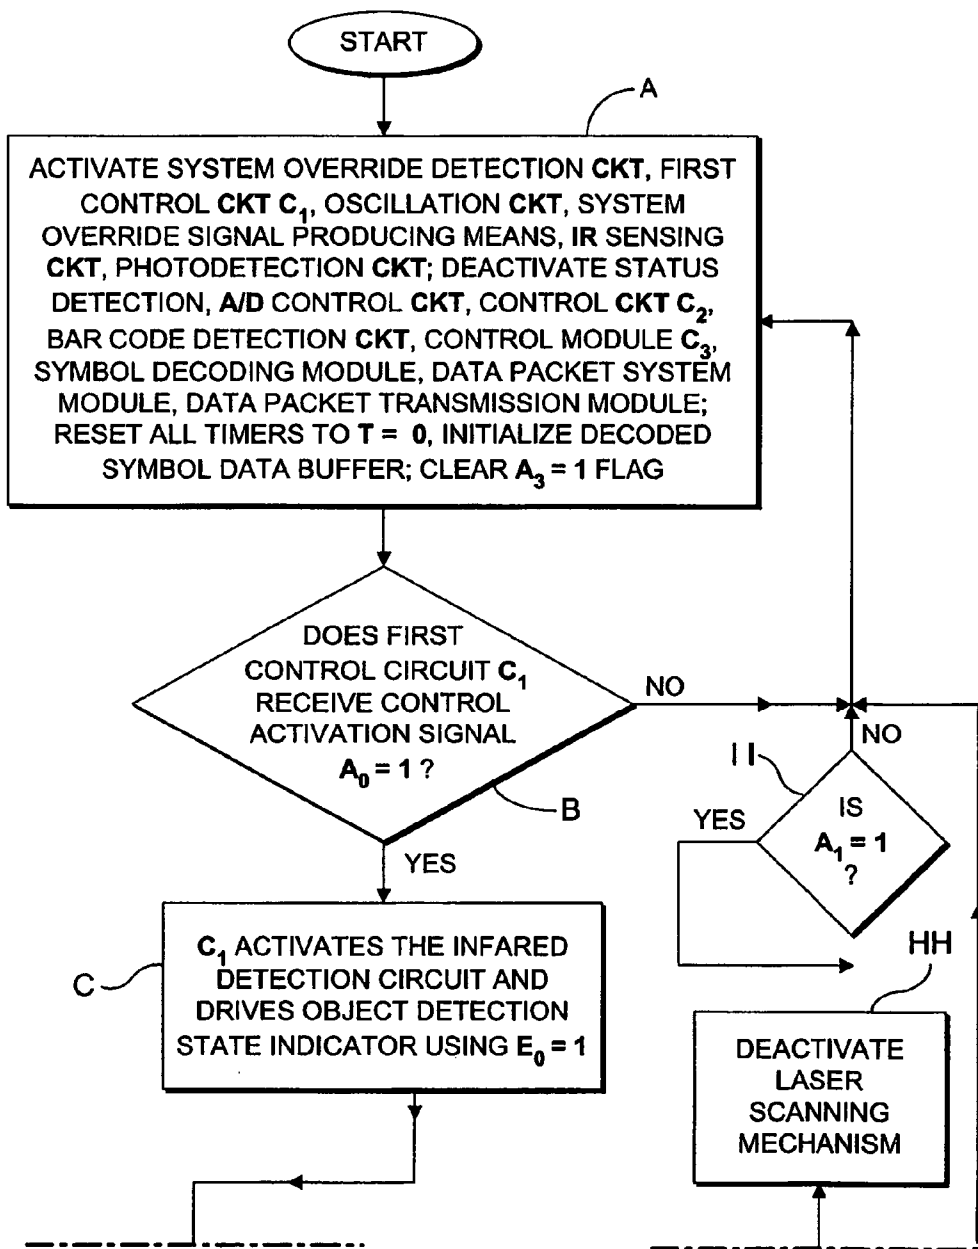 START
A
ACTIVATE SYSTEM OVERRIDE DETECTION CKT, FIRST
CONTROL CKT C₁, OSCILLATION CKT, SYSTEM
OVERRIDE SIGNAL PRODUCING MEANS, IR SENSING
CKT, PHOTODETECTION CKT; DEACTIVATE STATUS
DETECTION, A/D CONTROL CKT, CONTROL CKT C₂,
BAR CODE DETECTION CKT, CONTROL MODULE C₃,
SYMBOL DECODING MODULE, DATA PACKET SYSTEM
MODULE, DATA PACKET TRANSMISSION MODULE;
RESET ALL TIMERS TO T = 0, INITIALIZE DECODED
SYMBOL DATA BUFFER; CLEAR A₃ = 1 FLAG
DOES FIRST
CONTROL CIRCUIT C₁
RECEIVE CONTROL
ACTIVATION SIGNAL
A₀ = 1 ?
NO
B
YES
NO
II
IS
A₁ = 1
?
YES
C
C₁ ACTIVATES THE INFARED
DETECTION CIRCUIT AND
DRIVES OBJECT DETECTION
STATE INDICATOR USING E₀ = 1
HH
DEACTIVATE
LASER
SCANNING
MECHANISM